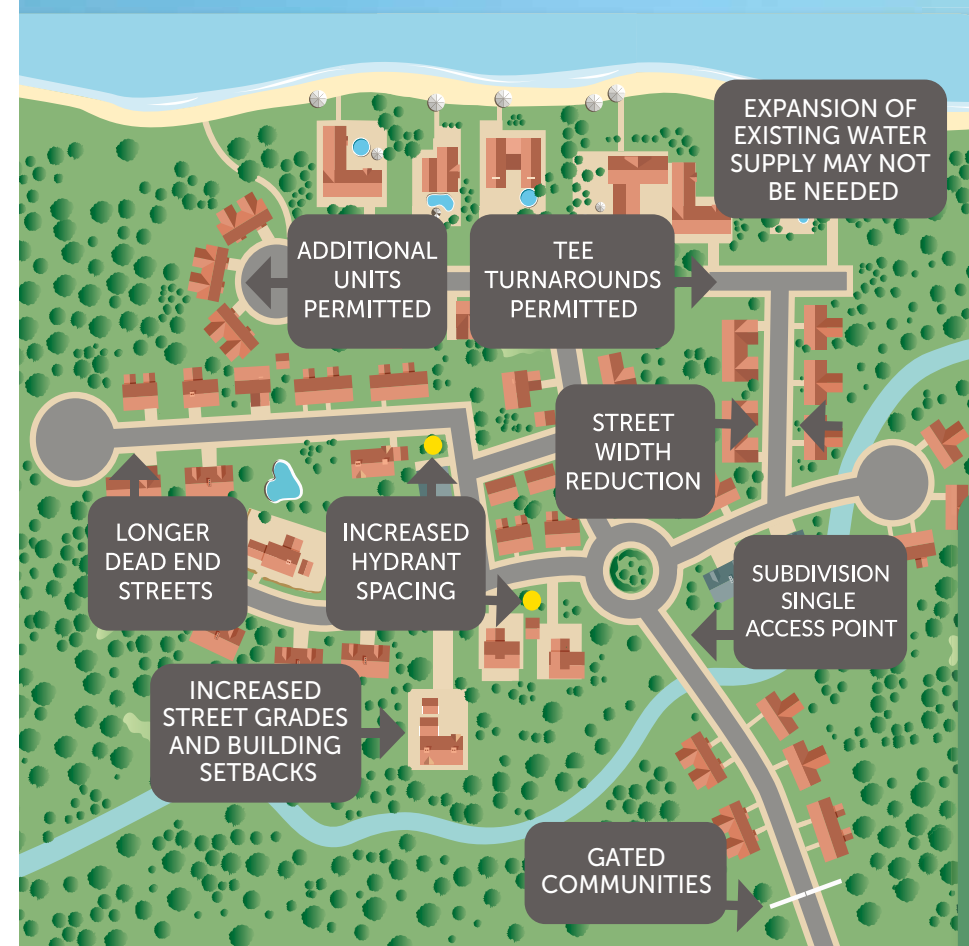 EXPANSION OF
EXISTING WATER
SUPPLY MAY NOT
BE NEEDED
ADDITIONAL
UNITS
PERMITTED
TEE
TURNAROUNDS
PERMITTED
STREET
WIDTH
REDUCTION
LONGER
DEAD END
STREETS
INCREASED
HYDRANT
SPACING
SUBDIVISION
SINGLE
ACCESS POINT
INCREASED
STREET GRADES
AND BUILDING
SETBACKS
GATED
COMMUNITIES